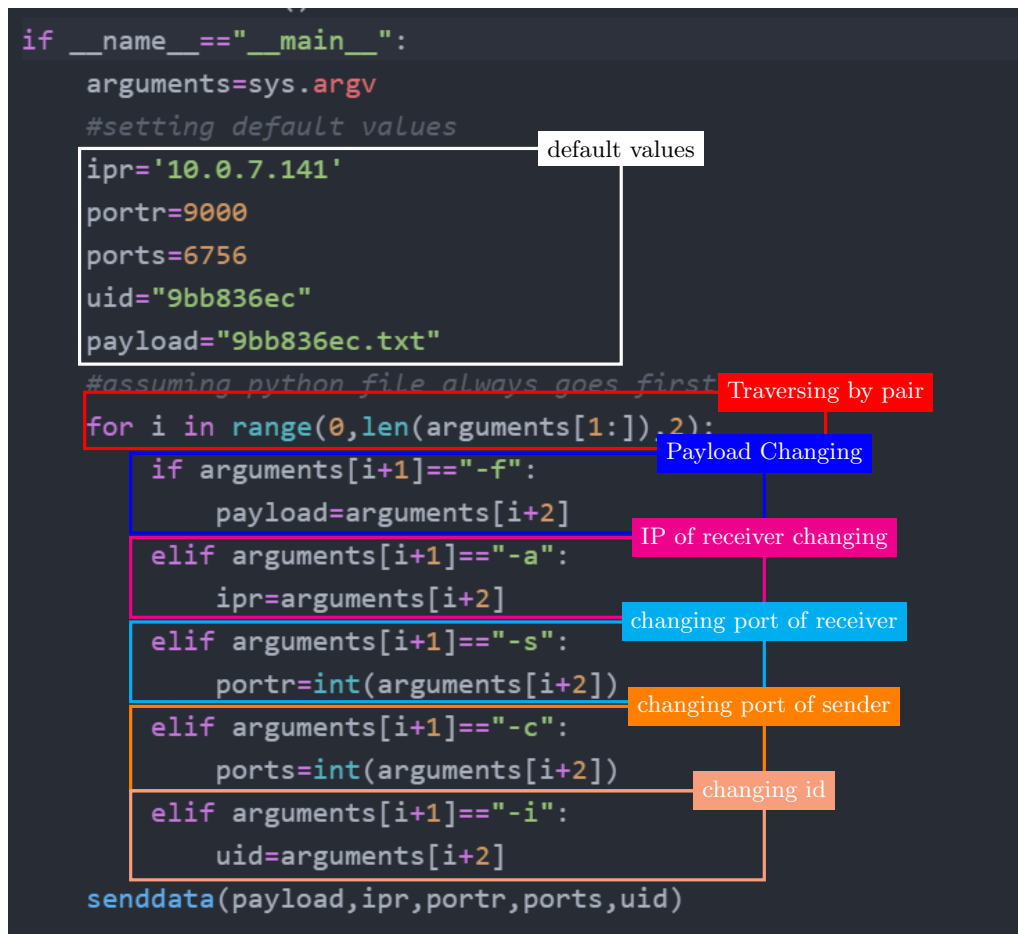 if __name__=="__main__":
arguments=sys.argv
#setting default values
default values
ipr='10.0.7.141'
portr=9000
ports=6756
uid="9bb836ec"
payload="9bb836ec.txt"
#assuming python file always goes first
Traversing by pair
for i in range(0,len(arguments[1:]),2):
Payload Changing
if arguments[i+1]=="-f":
payload=arguments[i+2]
IP of receiver changing
elif arguments[i+1]=="-a":
ipr=arguments[i+2]
changing port of receiver
elif arguments[i+1]=="-s":
portr=int(arguments[i+2])
changing port of sender
elif arguments[i+1]=="-c":
ports=int(arguments[i+2])
changing id
elif arguments[i+1]=="-i":
uid=arguments[i+2]
senddata(payload,ipr,portr,ports,uid)